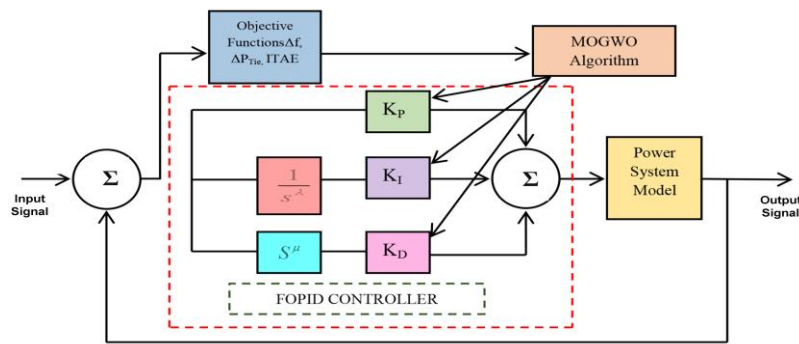 Objective
FunctionsΔf,
ΔP_Tie, ITAE
MOGWO
Algorithm
K_P
Σ
Input
Signal
1/s^λ
K_I
Σ
Power
System
Model
Output
Signal
S^μ
K_D
FOPID CONTROLLER